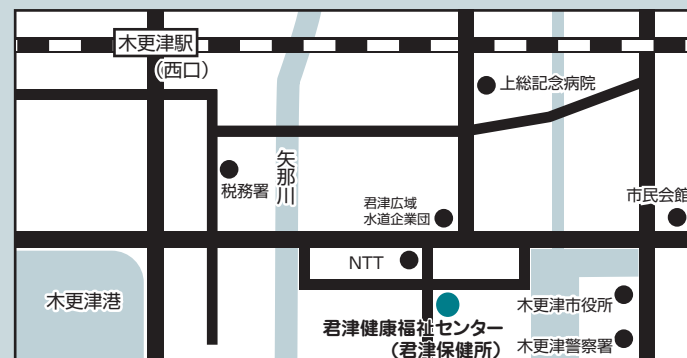 木更津駅
(西口)
上総記念病院
矢那川
税務署
市民会館
君津広域
水道企業団
NTT
木更津港
木更津市役所
君津健康福祉センター
(君津保健所)
木更津警察署